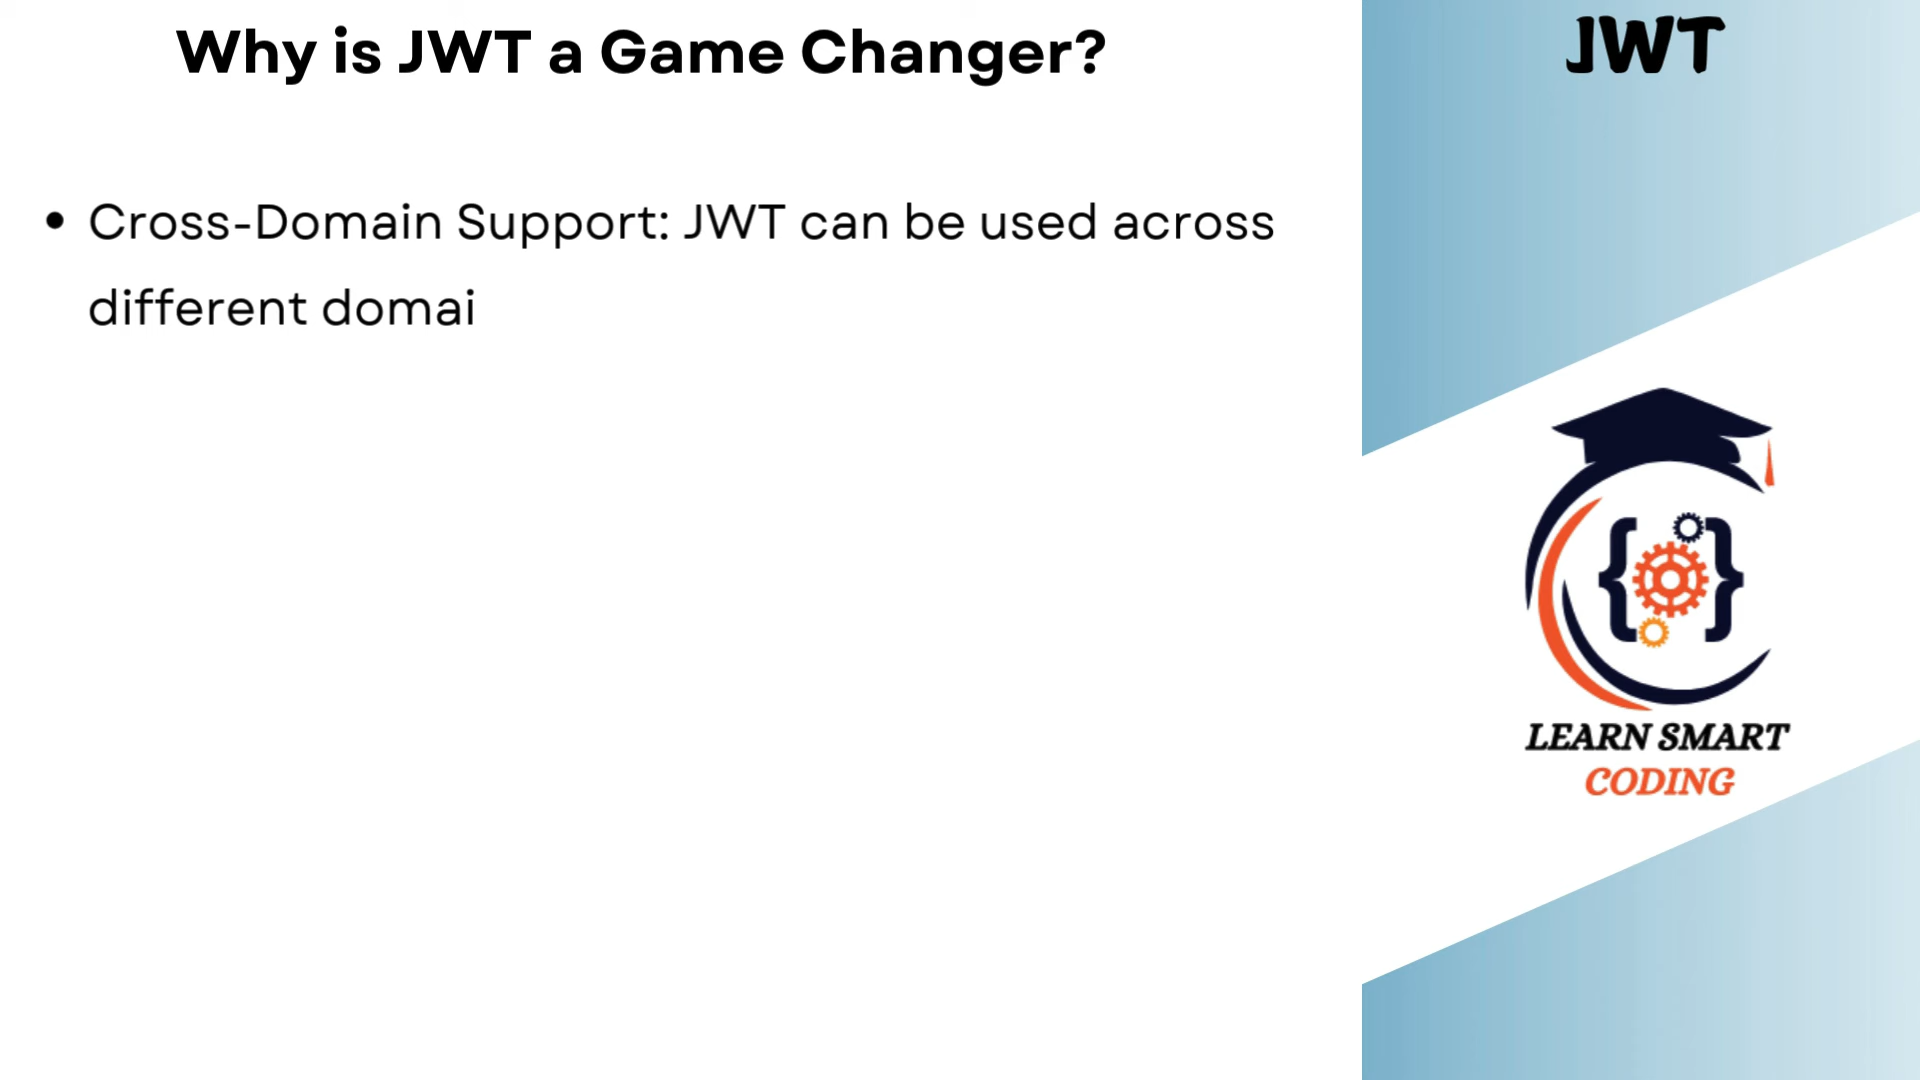 Why is JWT a Game Changer?
JWT
• Cross-Domain Support: JWT can be used across
different domai
{}
LEARN SMART
CODING